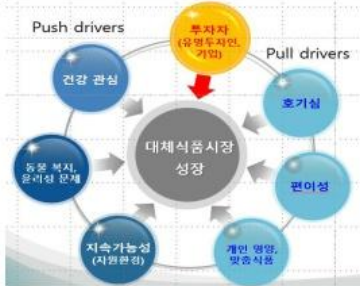 Push drivers
투자자
(유명투자인,
기업)
Pull drivers
건강 관심
호기심
대체식품시장
성장
동물 복지,
윤리성 문제
편이성
지속가능성
(자원환경)
개인 영양,
맞춤식품